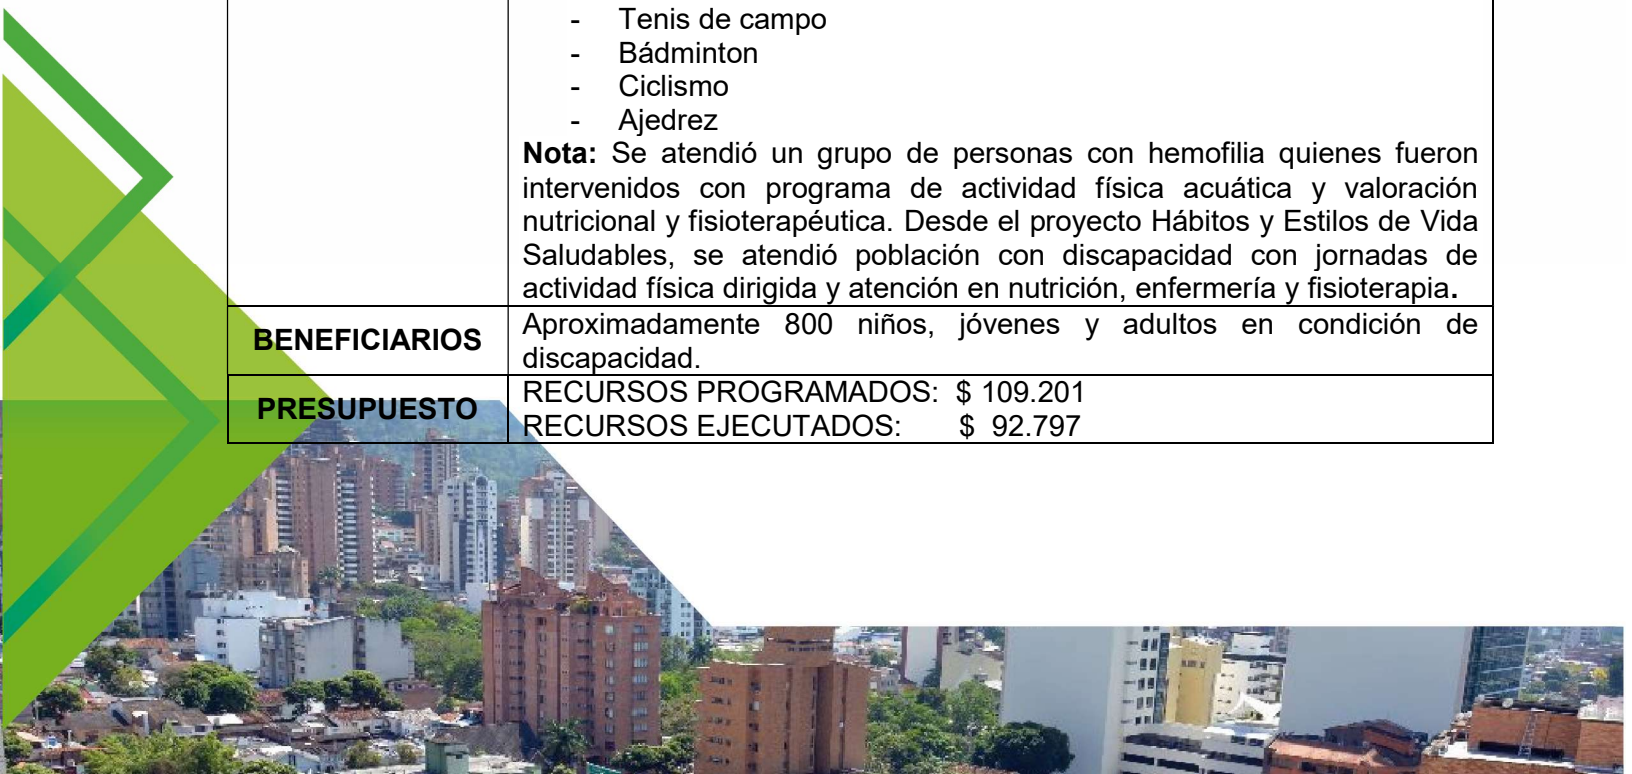 - Tenis de campo
- Bádminton
- Ciclismo
- Ajedrez
Nota: Se atendió un grupo de personas con hemofilia quienes fueron
intervenidos con programa de actividad física acuática y valoración
nutricional y fisioterapéutica. Desde el proyecto Hábitos y Estilos de Vida
Saludables, se atendió población con discapacidad con jornadas de
actividad física dirigida y atención en nutrición, enfermería y fisioterapia.
BENEFICIARIOS
Aproximadamente 800 niños, jóvenes y adultos en condición de
discapacidad.
PRESUPUESTO
RECURSOS PROGRAMADOS: $ 109.201
RECURSOS EJECUTADOS: $ 92.797